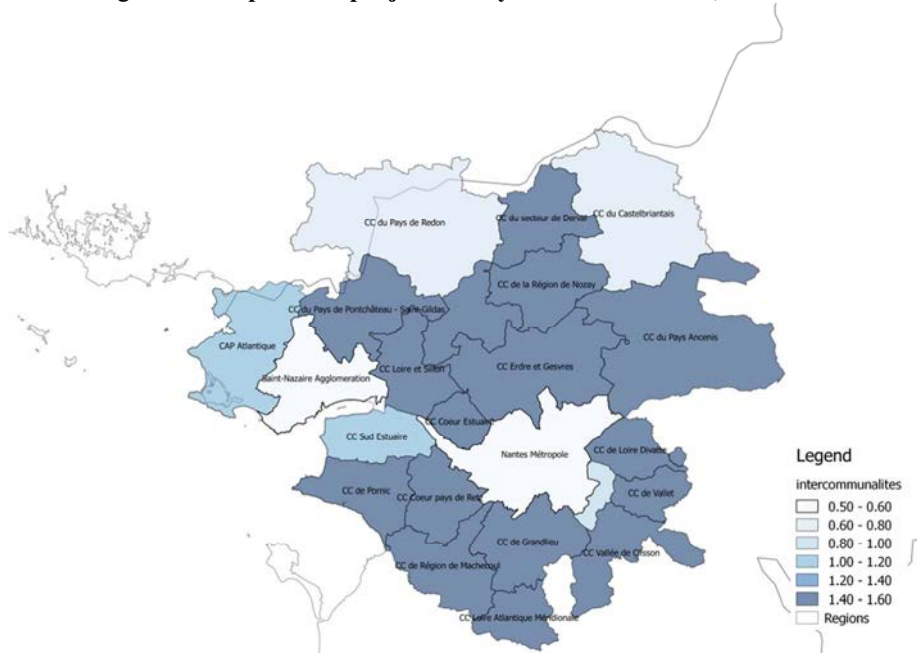 CC du Pays de Redon
CC du secteur de Derval
CC du Castelbriantais
CC de la Région de Nozay
CC du Pays de Pontchâteau - Saint-Gildas
CC du Pays Ancenis
CAP Atlantique
CC Loire et Sillon
CC Erdre et Gesvres
Saint-Nazaire Agglomeration
CC Coeur Estuaire
CC Sud Estuaire
Nantes Métropole
CC de Loire Divatte
CC de Pornic
CC Coeur pays de Retz
CC de Vallet
CC de Grandlieu
CC Vallée de Clisson
CC de Région de Machecoul
CC Loire Atlantique Méridionale
Legend
intercommunalites
0.50 - 0.60
0.60 - 0.80
0.80 - 1.00
1.00 - 1.20
1.20 - 1.40
1.40 - 1.60
Regions